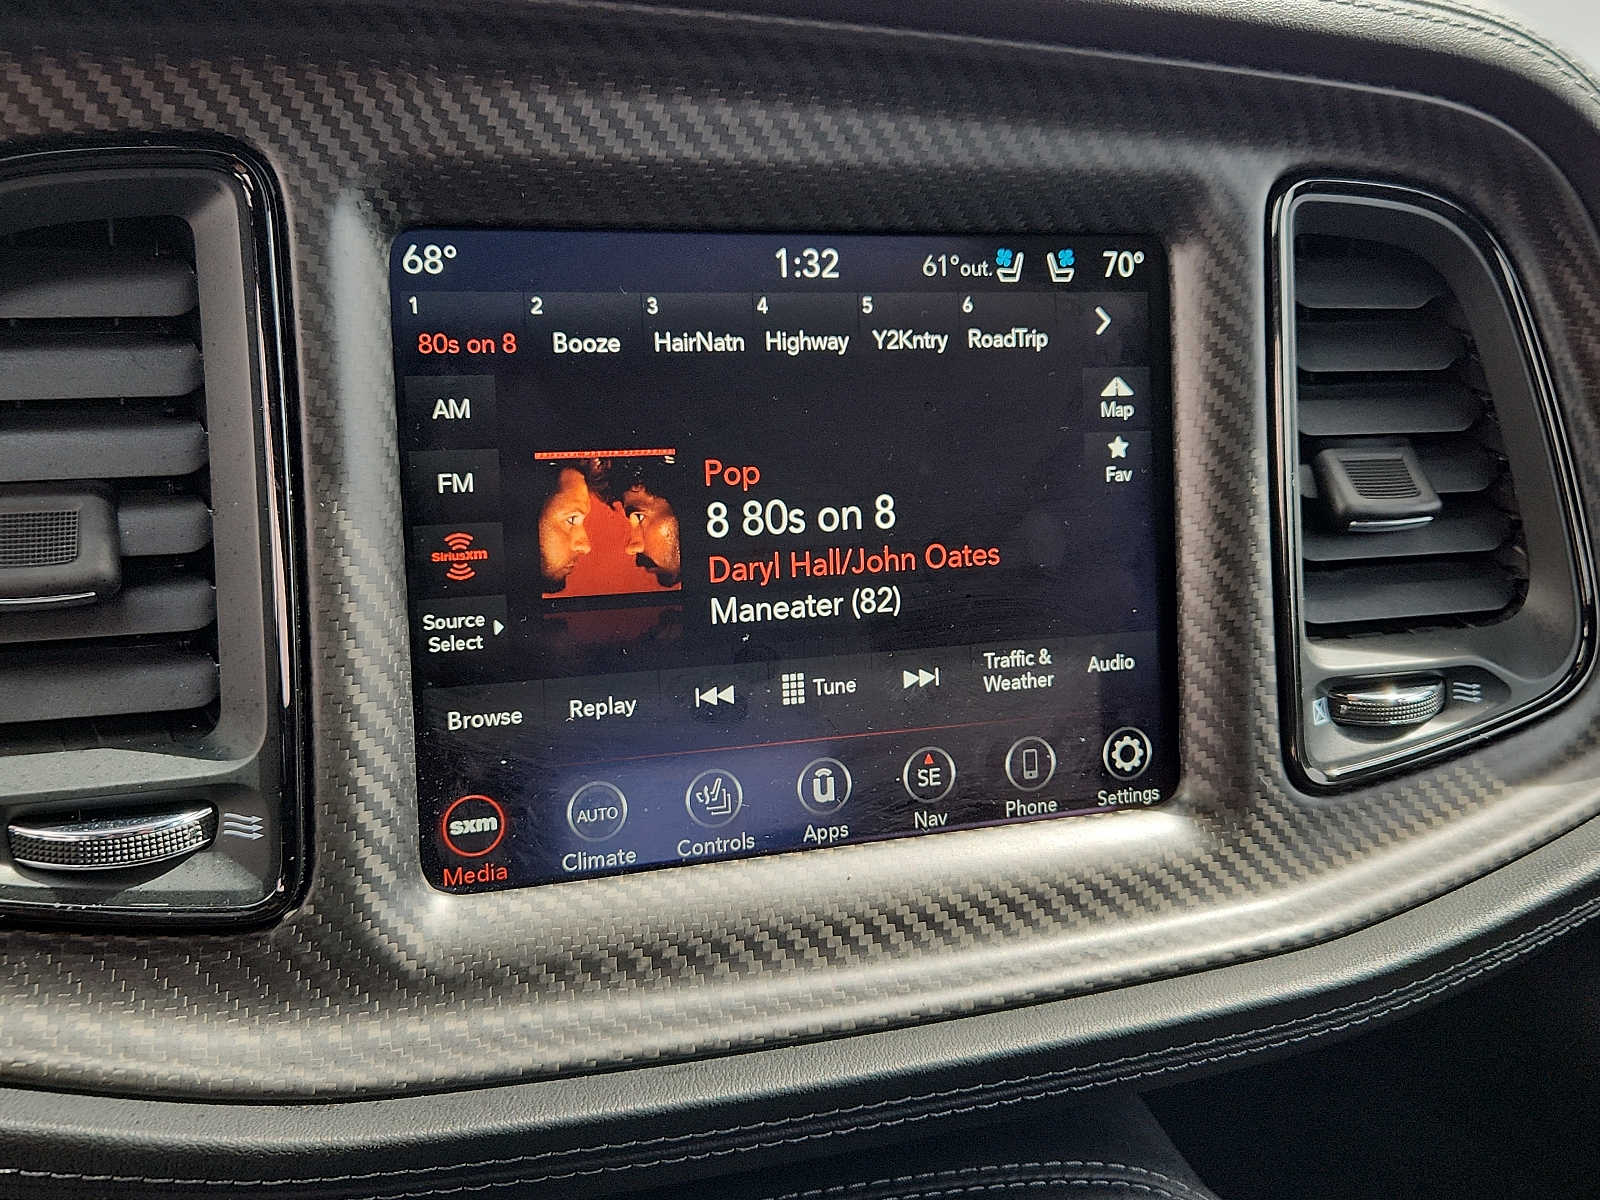 68°
1:32
61°out.
70°
1
80s on 8
2
Booze
3
HairNatn
4
Highway
5
Y2Kntry
6
RoadTrip
AM
FM
SiriusXM
Source
Select
Map
Fav
Pop
8 80s on 8
Daryl Hall/John Oates
Maneater (82)
Browse
Replay
Tune
Traffic &
Weather
Audio
sxm
Media
AUTO
Climate
Controls
u
Apps
SE
Nav
Phone
Settings